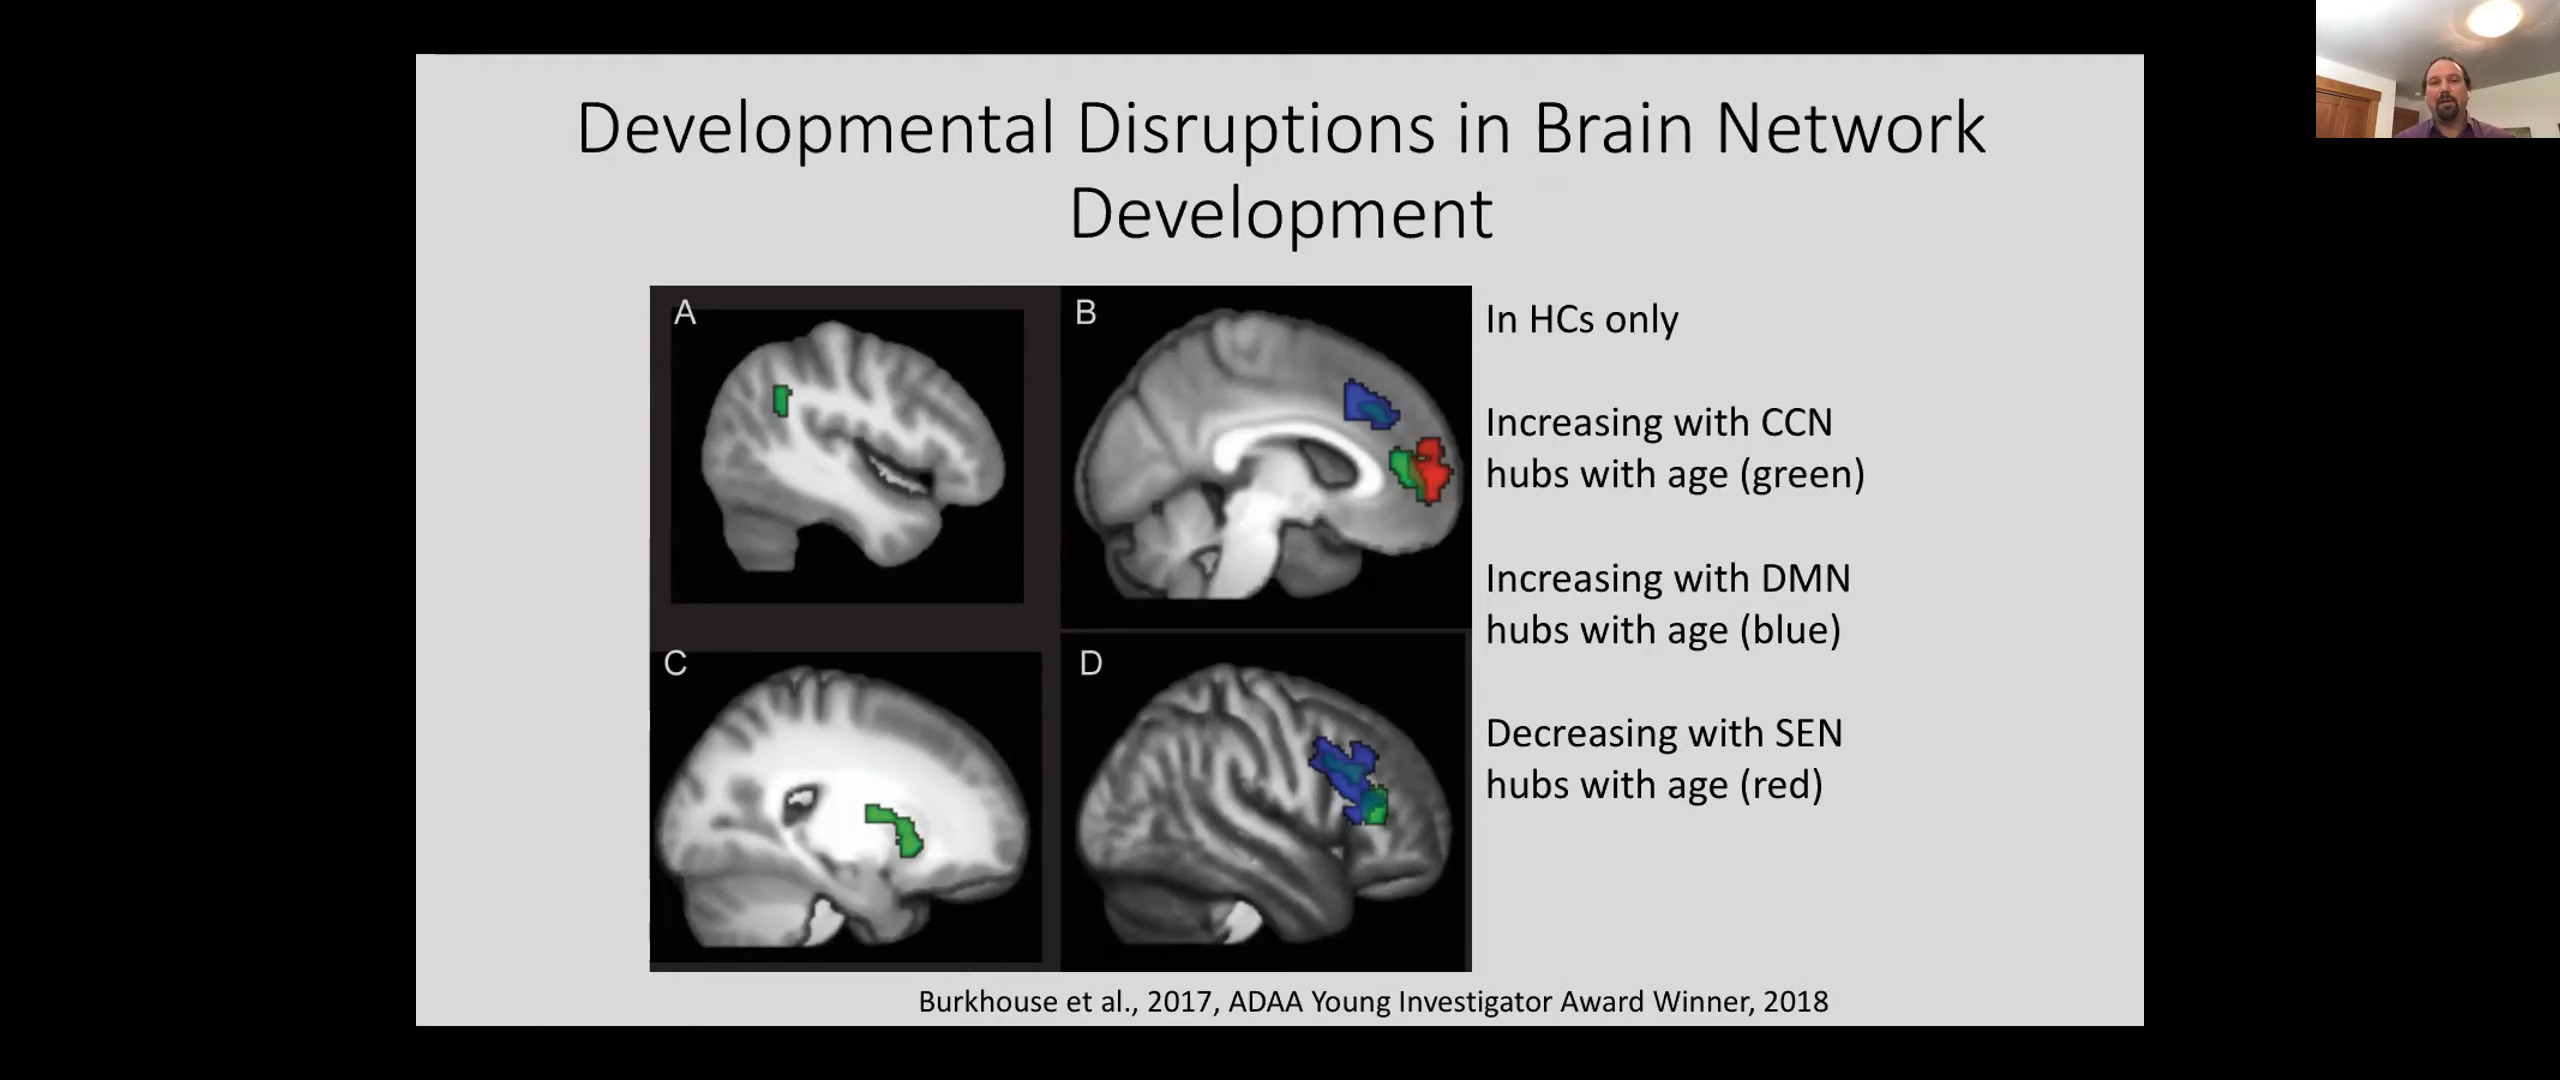 Developmental Disruptions in Brain Network
Development
A
B
C
D
In HCs only
Increasing with CCN
hubs with age (green)
Increasing with DMN
hubs with age (blue)
Decreasing with SEN
hubs with age (red)
Burkhouse et al., 2017, ADAA Young Investigator Award Winner, 2018